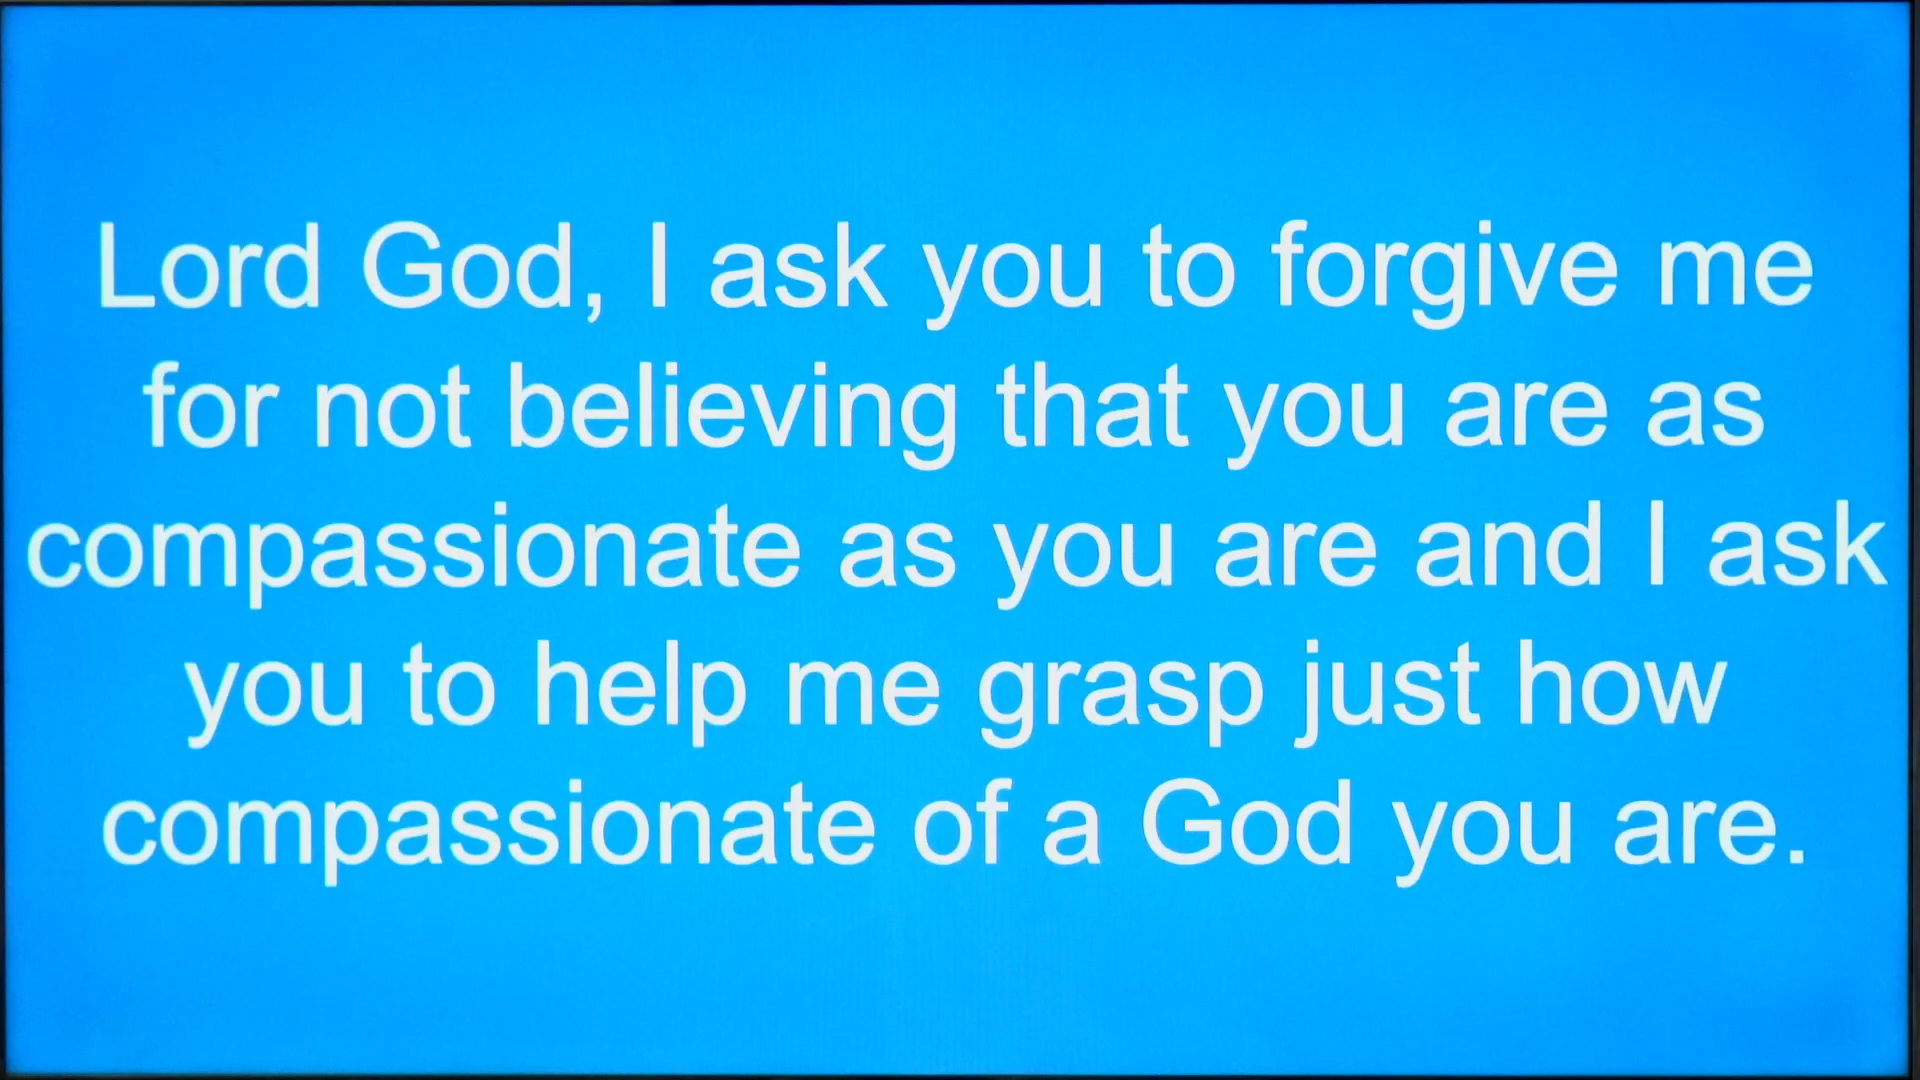 Lord God, I ask you to forgive me
for not believing that you are as
compassionate as you are and I ask
you to help me grasp just how
compassionate of a God you are.